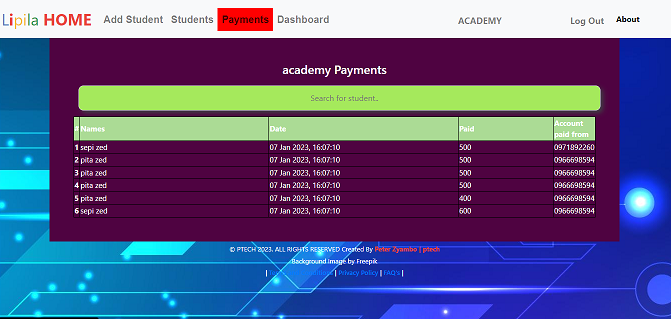 Lipila HOME Add Student Students Payments Dashboard ACADEMY Log Out About
academy Payments
Search for student..
# Names Date Paid Account paid from
1 sepi zed 07 Jan 2023, 16:07:10 500 0971892260
2 pita zed 07 Jan 2023, 16:07:10 500 0966698594
3 pita zed 07 Jan 2023, 16:07:10 500 0966698594
4 pita zed 07 Jan 2023, 16:07:10 500 0966698594
5 pita zed 07 Jan 2023, 16:07:10 400 0966698594
6 sepi zed 07 Jan 2023, 16:07:10 600 0966698594
© PTECH 2023. ALL RIGHTS RESERVED Created By Peter Zyambo | ptech
Background Image by Freepik
| | Privacy Policy | FAQ's |